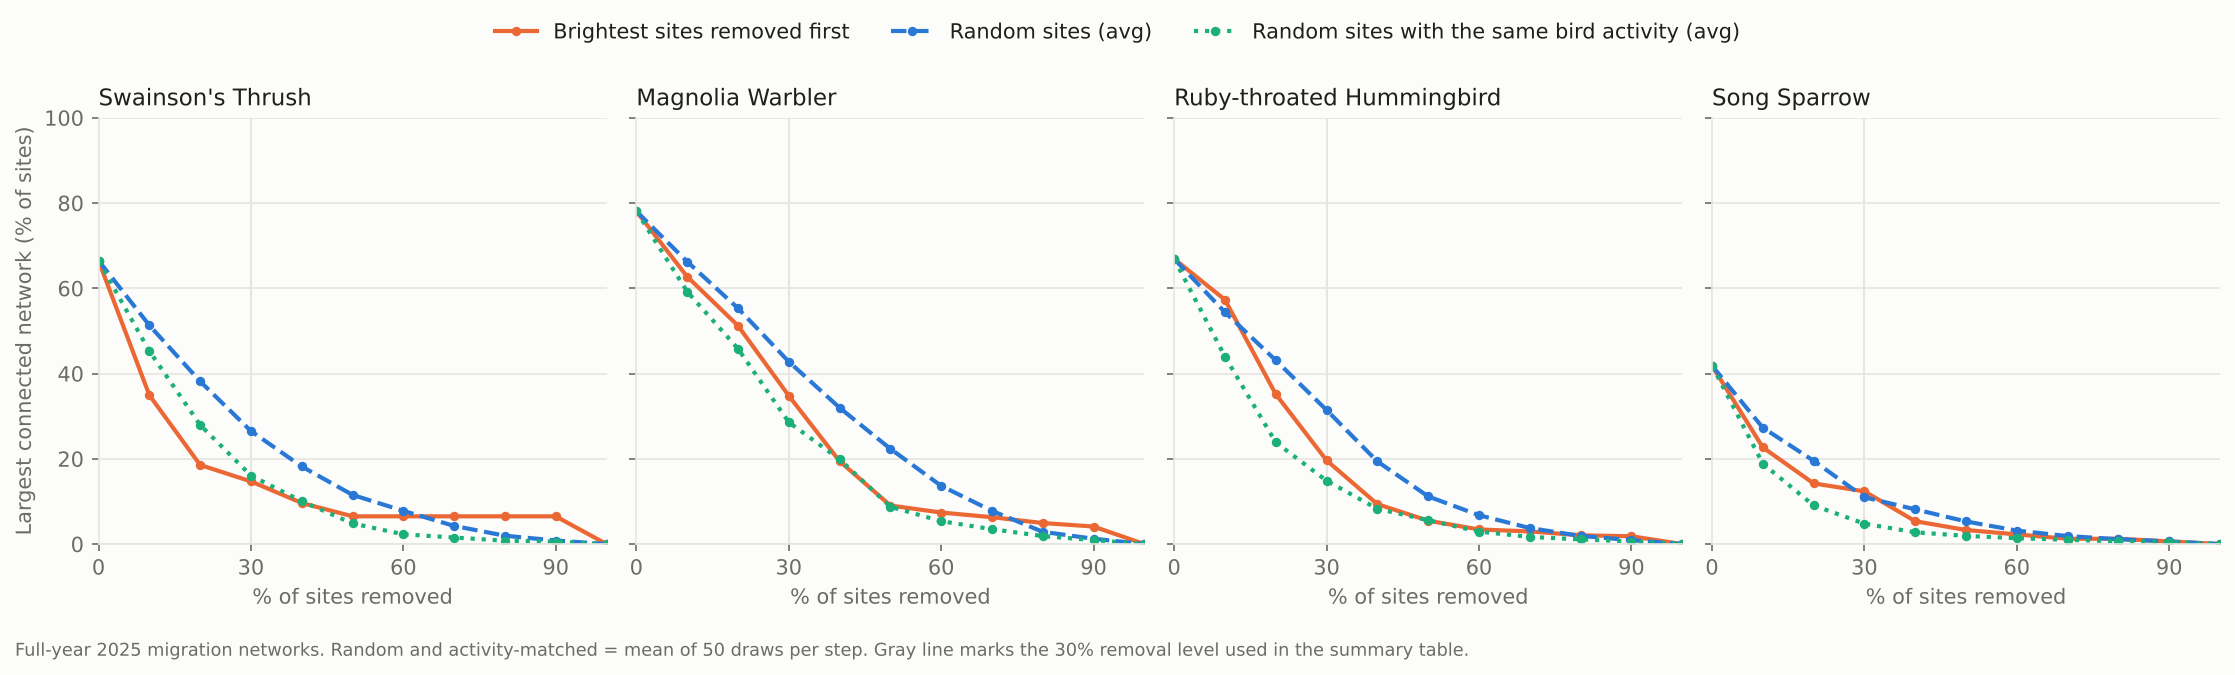 Brightest sites removed first   Random sites (avg)   Random sites with the same bird activity (avg)
Swainson's Thrush   Magnolia Warbler   Ruby-throated Hummingbird   Song Sparrow
Largest connected network (% of sites)
100
80
60
40
20
0
0   30   60   90   0   30   60   90   0   30   60   90   0   30   60   90
% of sites removed   % of sites removed   % of sites removed   % of sites removed
Full-year 2025 migration networks. Random and activity-matched = mean of 50 draws per step. Gray line marks the 30% removal level used in the summary table.